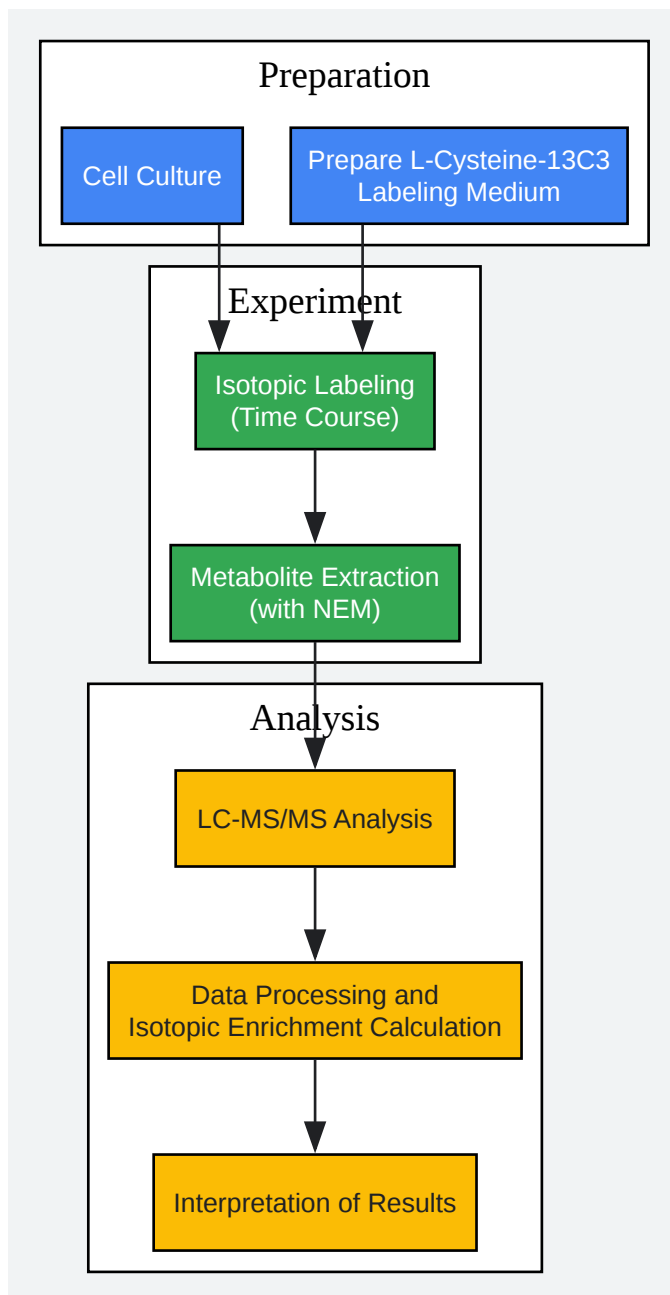 Preparation
Cell Culture
Prepare L-Cysteine-13C3
Labeling Medium
Experiment
Isotopic Labeling
(Time Course)
Metabolite Extraction
(with NEM)
Analysis
LC-MS/MS Analysis
Data Processing and
Isotopic Enrichment Calculation
Interpretation of Results